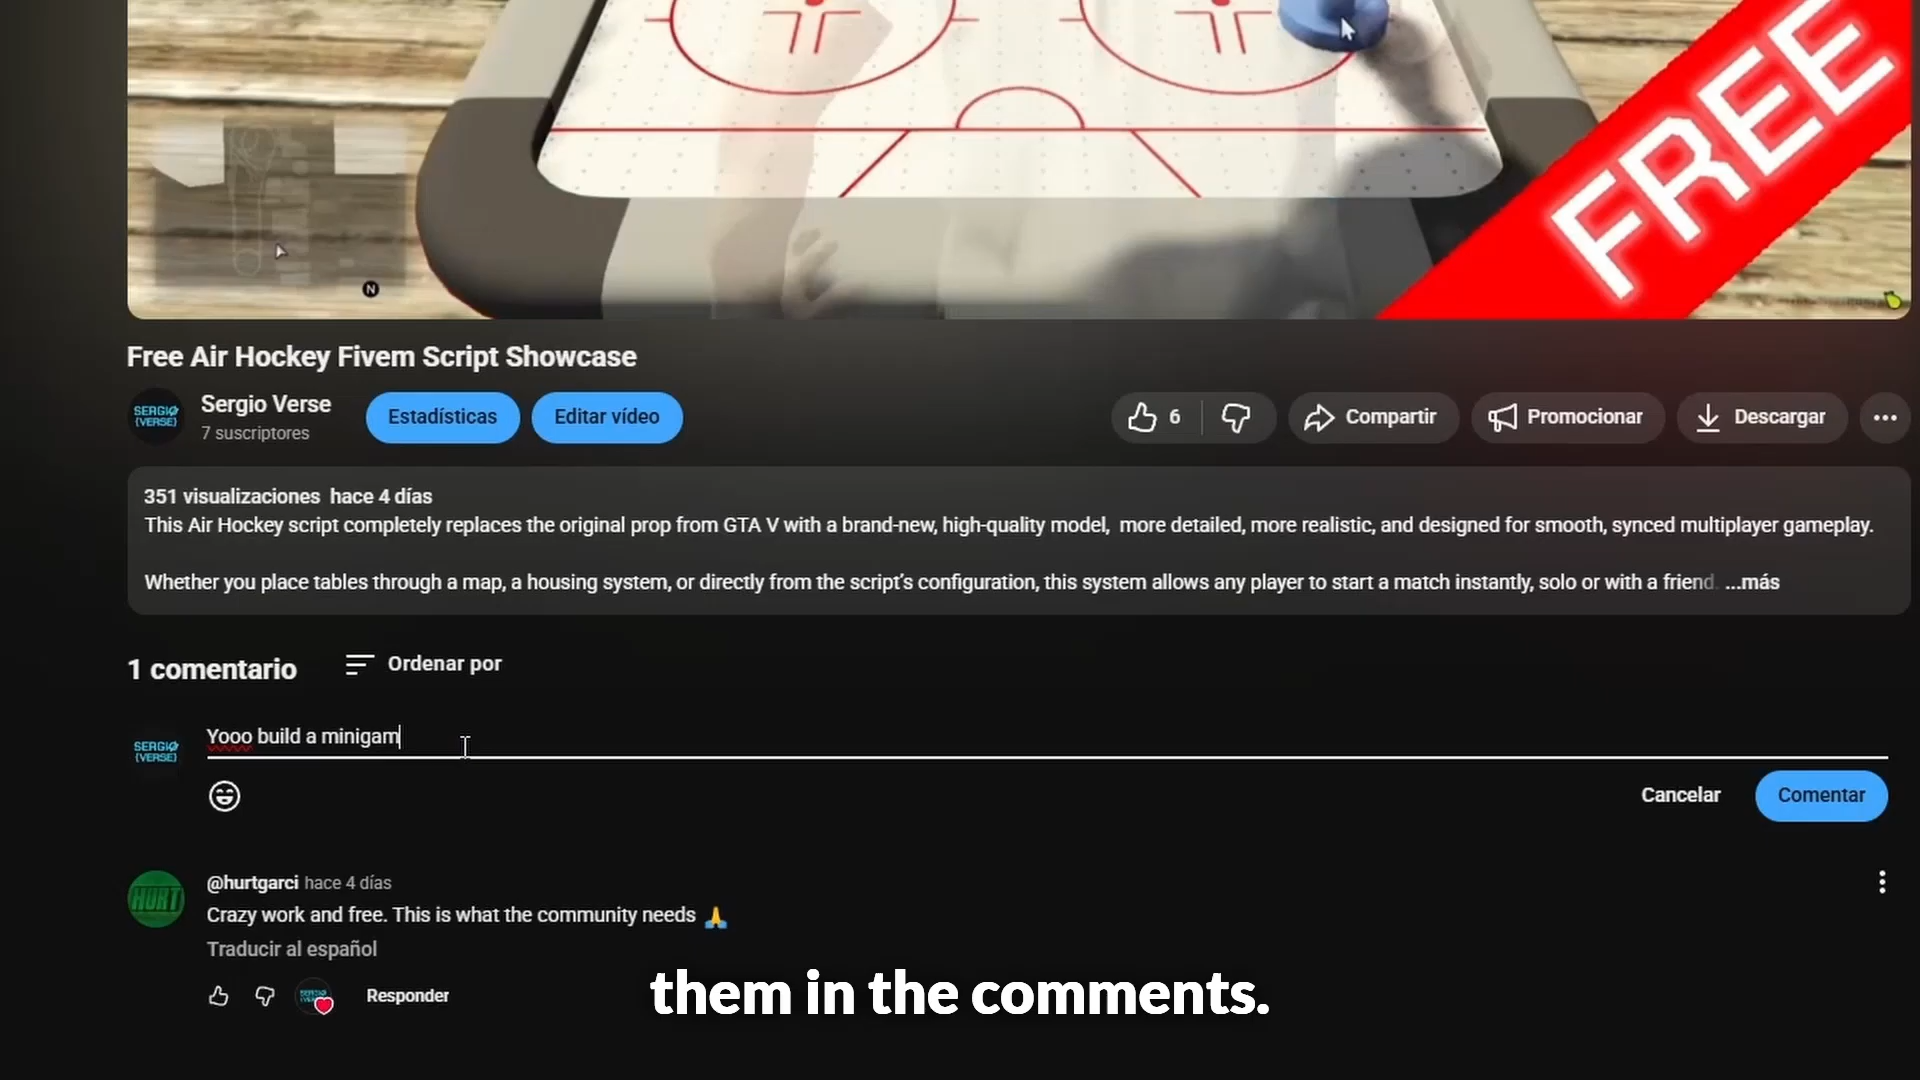 FREE
N
Free Air Hockey Fivem Script Showcase
SERGIO
{VERSE}
Sergio Verse
7 suscriptores
Estadísticas
Editar vídeo
6
Compartir
Promocionar
Descargar
351 visualizaciones hace 4 días
This Air Hockey script completely replaces the original prop from GTA V with a brand-new, high-quality model,  more detailed, more realistic, and designed for smooth, synced multiplayer gameplay.
Whether you place tables through a map, a housing system, or directly from the script's configuration, this system allows any player to start a match instantly, solo or with a friend. ...más
1 comentario
Ordenar por
SERGIO
{VERSE}
Yooo build a minigam
Cancelar
Comentar
HURT
@hurtgarci hace 4 días
Crazy work and free. This is what the community needs 🙏
Traducir al español
Responder
them in the comments.